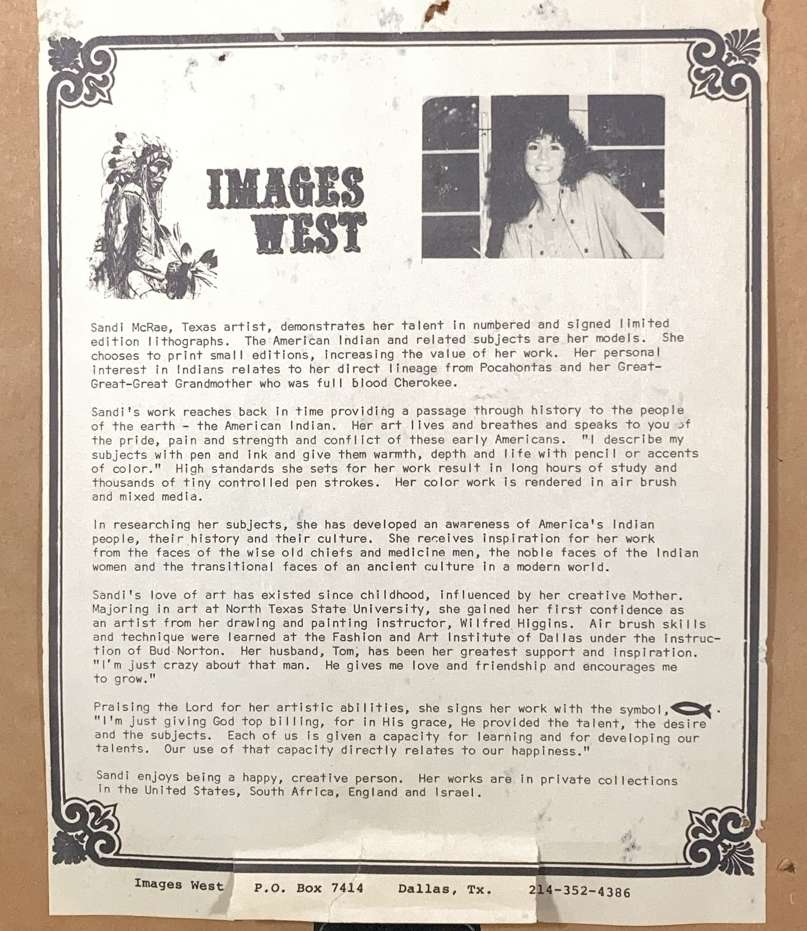 IMAGES
WEST
Sandi McRae, Texas artist, demonstrates her talent in numbered and signed limited
edition lithographs. The American Indian and related subjects are her models. She
chooses to print small editions, increasing the value of her work. Her personal
interest in Indians relates to her direct lineage from Pocahontas and her Great-
Great-Great Grandmother who was full blood Cherokee.
Sandi's work reaches back in time providing a passage through history to the people
of the earth - the American Indian. Her art lives and breathes and speaks to you of
the pride, pain and strength and conflict of these early Americans. "I describe my
subjects with pen and ink and give them warmth, depth and life with pencil or accents
of color." High standards she sets for her work result in long hours of study and
thousands of tiny controlled pen strokes. Her color work is rendered in air brush
and mixed media.
In researching her subjects, she has developed an awareness of America's Indian
people, their history and their culture. She receives inspiration for her work
from the faces of the wise old chiefs and medicine men, the noble faces of the Indian
women and the transitional faces of an ancient culture in a modern world.
Sandi's love of art has existed since childhood, influenced by her creative Mother.
Majoring in art at North Texas State University, she gained her first confidence as
an artist from her drawing and painting instructor, Wilfred Higgins. Air brush skills
and technique were learned at the Fashion and Art Institute of Dallas under the instruc-
tion of Bud Norton. Her husband, Tom, has been her greatest support and inspiration.
"I'm just crazy about that man. He gives me love and friendship and encourages me
to grow."
Praising the Lord for her artistic abilities, she signs her work with the symbol, .
"I'm just giving God top billing, for in His grace, He provided the talent, the desire
and the subjects. Each of us is given a capacity for learning and for developing our
talents. Our use of that capacity directly relates to our happiness."
Sandi enjoys being a happy, creative person. Her works are in private collections
in the United States, South Africa, England and Israel.
Images West P.O. Box 7414 Dallas, Tx. 214-352-4386